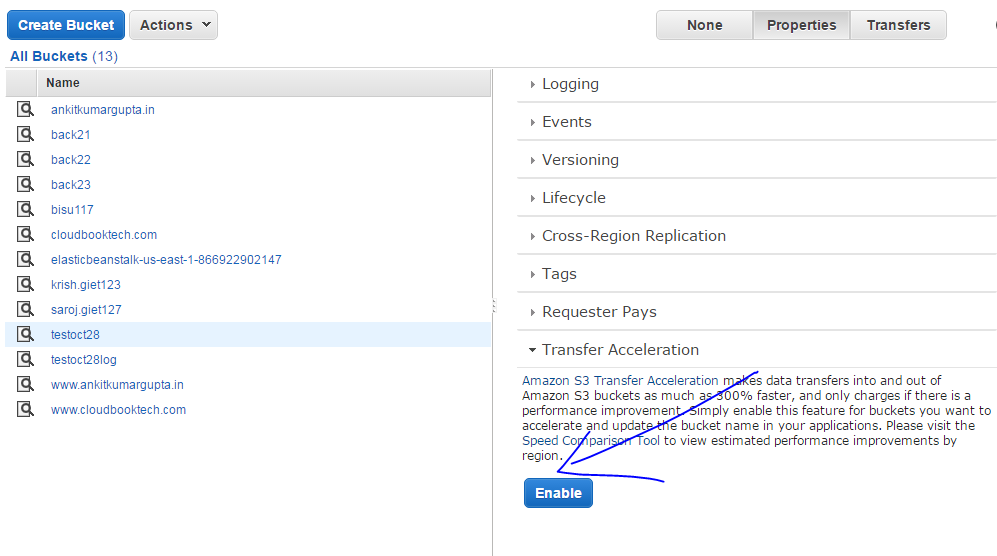 Create Bucket
Actions
None
Properties
Transfers
All Buckets (13)
Name
ankitkumargupta.in
back21
back22
back23
bisu117
cloudbooktech.com
elasticbeanstalk-us-east-1-866922902147
krish.giet123
saroj.giet127
testoct28
testoct28log
www.ankitkumargupta.in
www.cloudbooktech.com
Logging
Events
Versioning
Lifecycle
Cross-Region Replication
Tags
Requester Pays
Transfer Acceleration
Amazon S3 Transfer Acceleration makes data transfers into and out of
Amazon S3 buckets as much as 300% faster, and only charges if there is a
performance improvement. Simply enable this feature for buckets you want to
accelerate and update the bucket name in your applications. Please visit the
Speed Comparison Tool to view estimated performance improvements by
region.
Enable